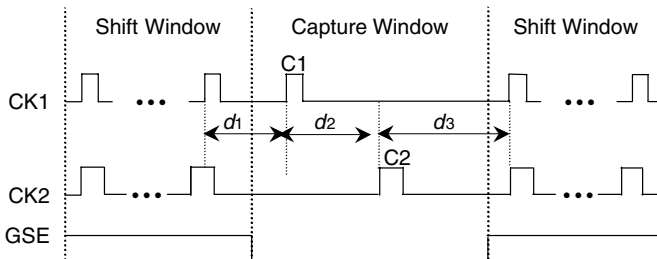 Shift Window Capture Window Shift Window
C1
CK1
d1 d2 d3
C2
CK2
GSE